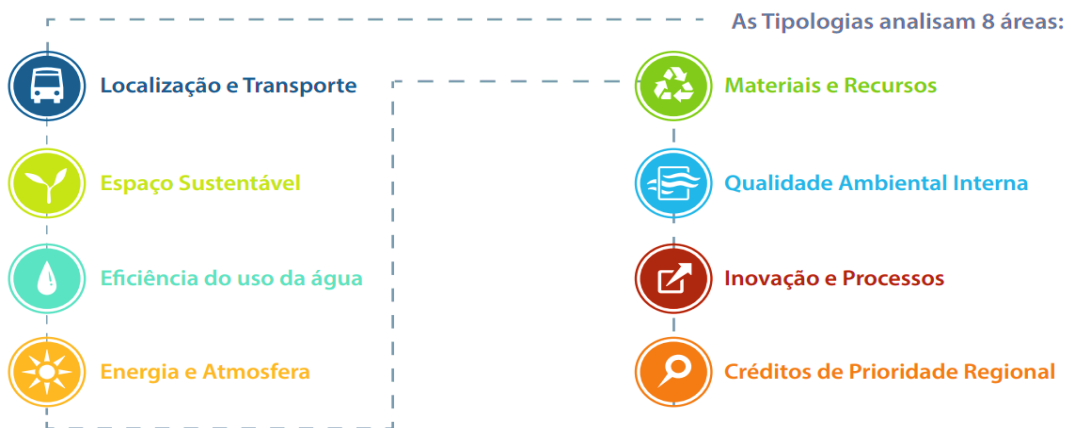 As Tipologias analisam 8 áreas:
Localização e Transporte
Espaço Sustentável
Eficiência do uso da água
Energia e Atmosfera
Materiais e Recursos
Qualidade Ambiental Interna
Inovação e Processos
Créditos de Prioridade Regional